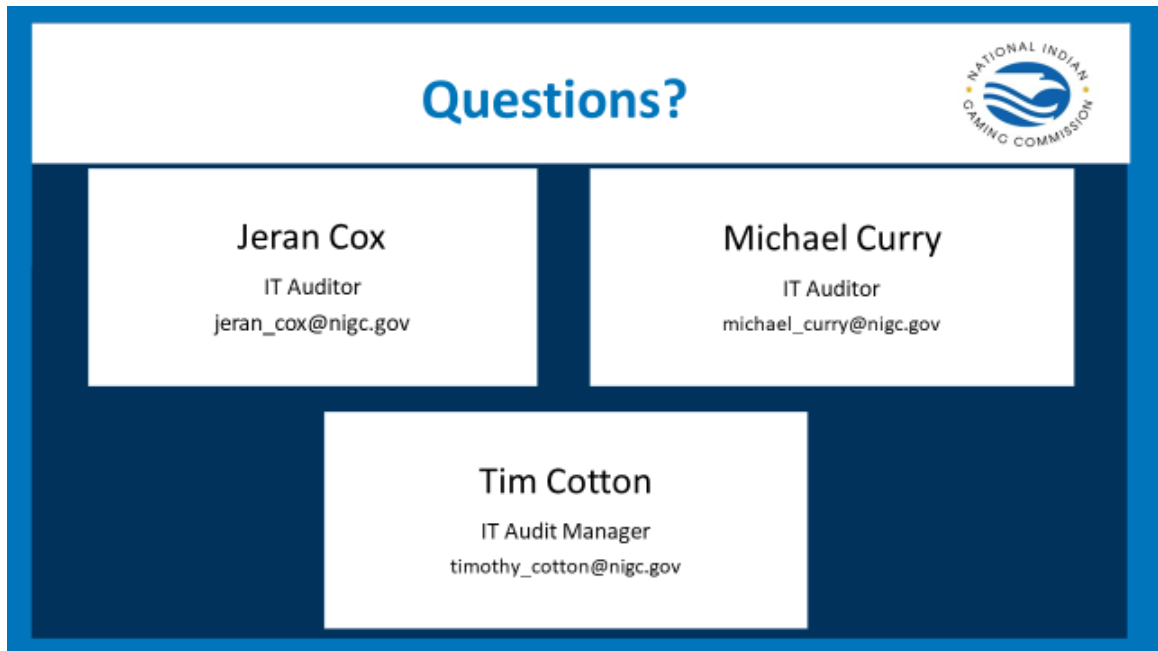 Questions?
NATIONAL INDIAN
GAMING COMMISSION
Jeran Cox
IT Auditor
jeran_cox@nigc.gov
Michael Curry
IT Auditor
michael_curry@nigc.gov
Tim Cotton
IT Audit Manager
timothy_cotton@nigc.gov